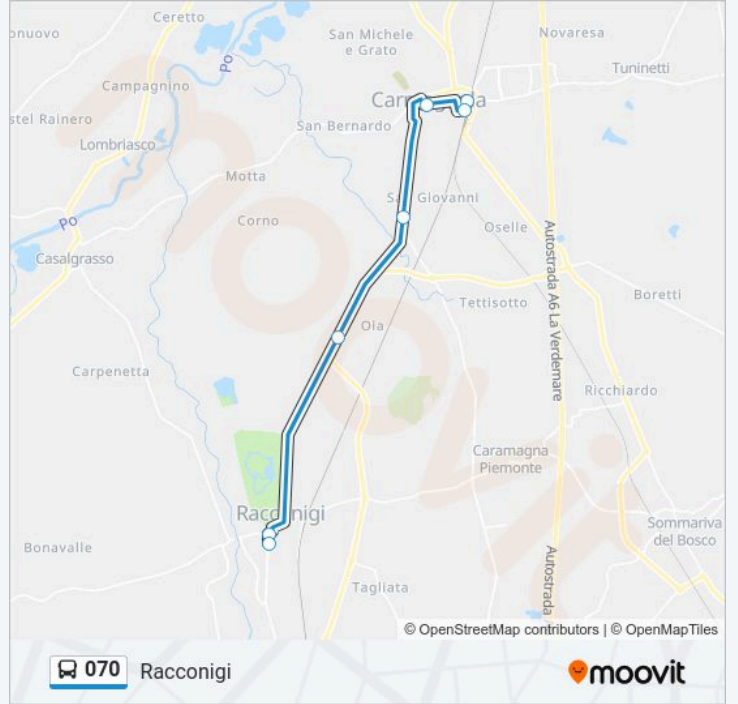 Ceretto
onuovo
San Michele
e Grato
Novaresa
Po
Tuninetti
Campagnino
stel Rainero
San Bernardo
Lombriasco
Motta
San Giovanni
Po
Corno
Oselle
Casalgrasso
Autostrada A6 La Verdemare
Tettisotto
Boretti
Ola
Carpenetta
Ricchiardo
Caramagna
Piemonte
Racconigi
Sommariva
del Bosco
Bonavalle
Autostrada
Tagliata
© OpenStreetMap contributors | © OpenMapTiles
070 Racconigi
moovit